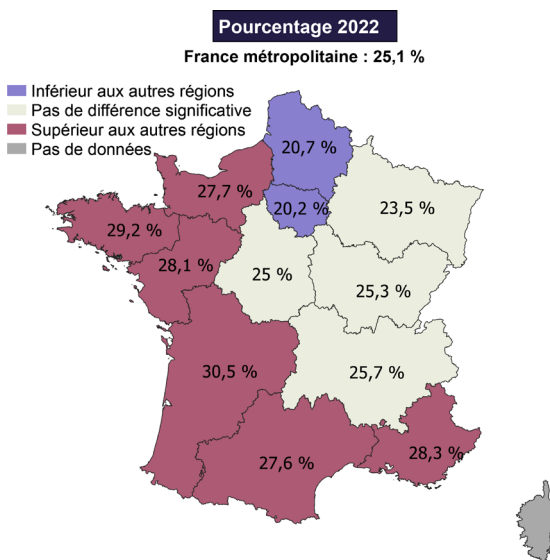 Pourcentage 2022
France métropolitaine : 25,1 %
Inférieur aux autres régions
Pas de différence significative
Supérieur aux autres régions
Pas de données
20,7 %
27,7 %
20,2 %
23,5 %
29,2 %
28,1 %
25 %
25,3 %
30,5 %
25,7 %
28,3 %
27,6 %